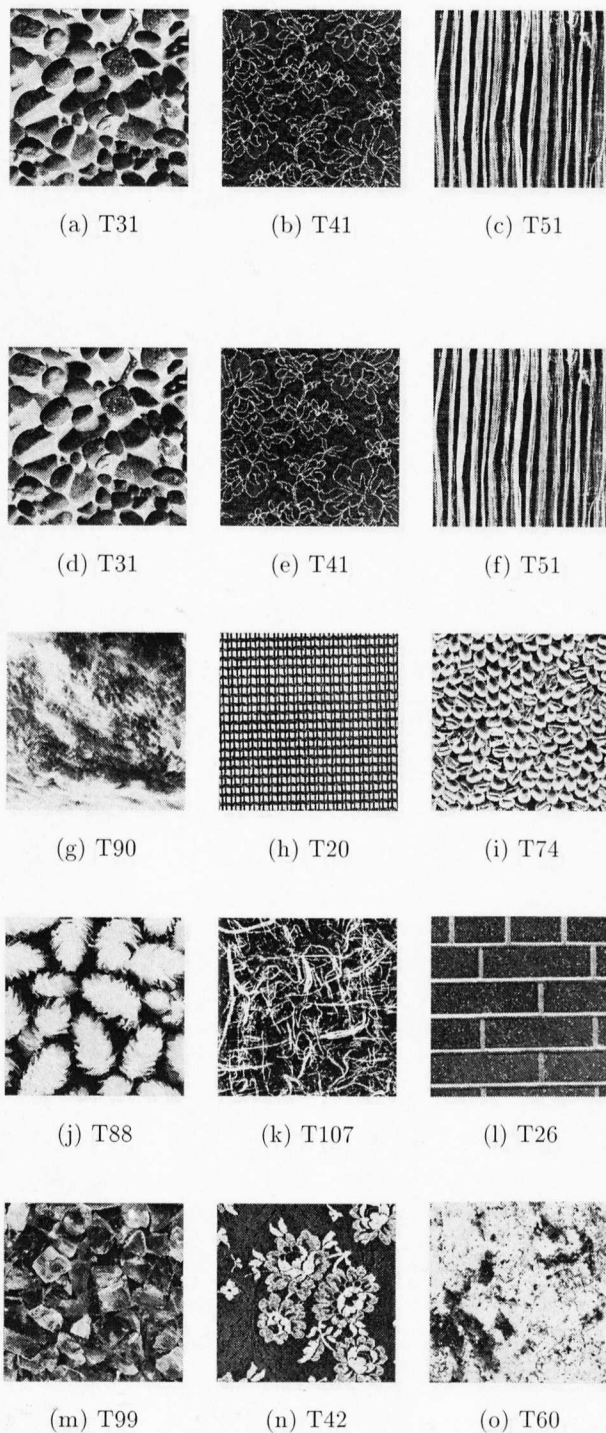 (a) T31 (b) T41 (c) T51
(d) T31 (e) T41 (f) T51
(g) T90 (h) T20 (i) T74
(j) T88 (k) T107 (l) T26
(m) T99 (n) T42 (o) T60